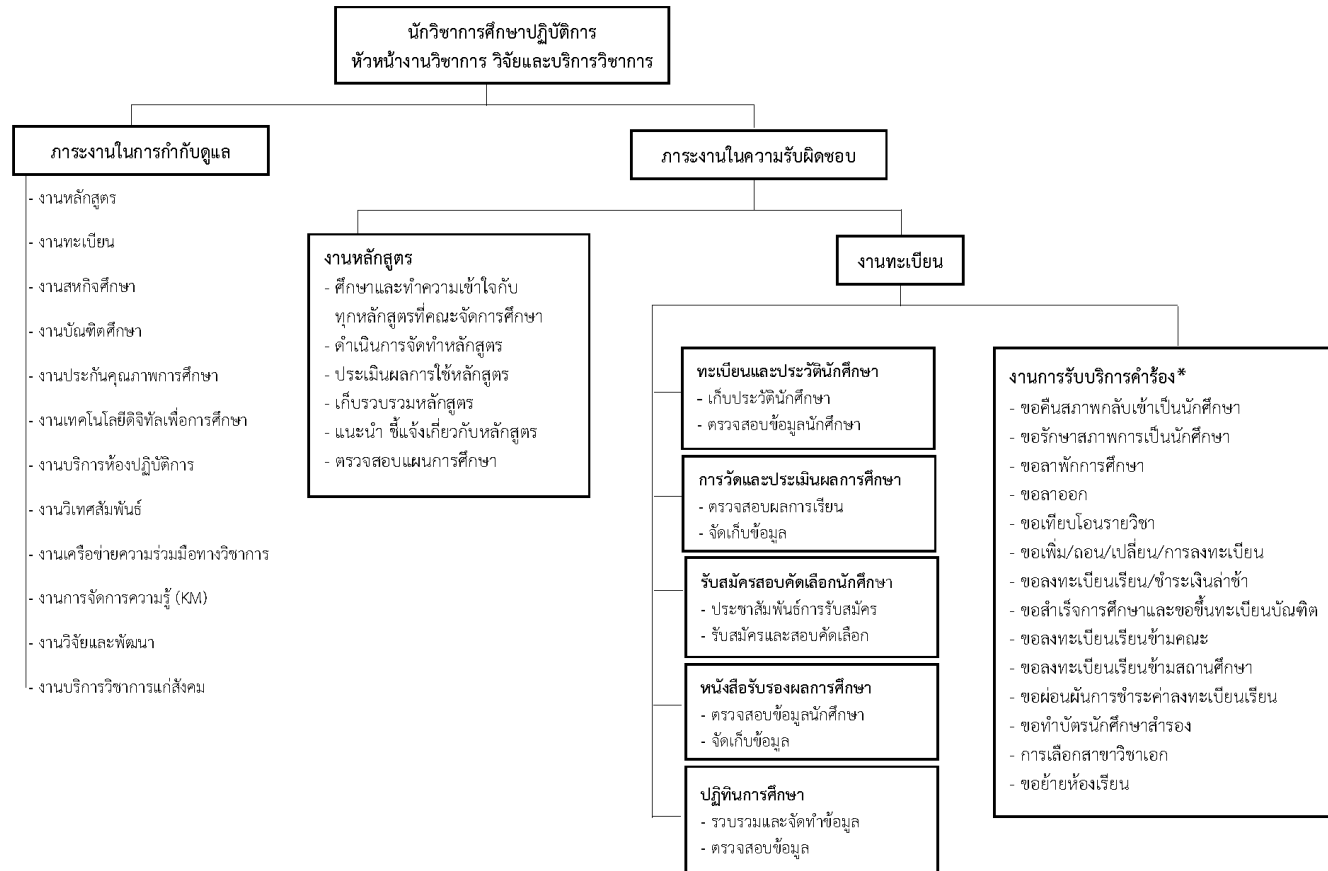 นักวิชาการศึกษาปฏิบัติการ
หัวหน้างานวิชาการ วิจัยและบริการวิชาการ
ภาระงานในการกำกับดูแล
- งานหลักสูตร
- งานทะเบียน
- งานสหกิจศึกษา
- งานบัณฑิตศึกษา
- งานประกันคุณภาพการศึกษา
- งานเทคโนโลยีดิจิทัลเพื่อการศึกษา
- งานบริการห้องปฏิบัติการ
- งานวิเทศสัมพันธ์
- งานเครือข่ายความร่วมมือทางวิชาการ
- งานการจัดการความรู้ (KM)
- งานวิจัยและพัฒนา
- งานบริการวิชาการแก่สังคม
ภาระงานในความรับผิดชอบ
งานหลักสูตร
- ศึกษาและทำความเข้าใจกับ
ทุกหลักสูตรที่คณะจัดการศึกษา
- ดำเนินการจัดทำหลักสูตร
- ประเมินผลการใช้หลักสูตร
- เก็บรวบรวมหลักสูตร
- แนะนำ ชี้แจ้งเกี่ยวกับหลักสูตร
- ตรวจสอบแผนการศึกษา
งานทะเบียน
ทะเบียนและประวัตินักศึกษา
- เก็บประวัตินักศึกษา
- ตรวจสอบข้อมูลนักศึกษา
การวัดและประเมินผลการศึกษา
- ตรวจสอบผลการเรียน
- จัดเก็บข้อมูล
รับสมัครสอบคัดเลือกนักศึกษา
- ประชาสัมพันธ์การรับสมัคร
- รับสมัครและสอบคัดเลือก
หนังสือรับรองผลการศึกษา
- ตรวจสอบข้อมูลนักศึกษา
- จัดเก็บข้อมูล
ปฏิทินการศึกษา
- รวบรวมและจัดทำข้อมูล
- ตรวจสอบข้อมูล
งานการรับบริการคำร้อง*
- ขอคืนสภาพกลับเข้าเป็นนักศึกษา
- ขอรักษาสภาพการเป็นนักศึกษา
- ขอลาพักการศึกษา
- ขอลาออก
- ขอเทียบโอนรายวิชา
- ขอเพิ่ม/ถอน/เปลี่ยน/การลงทะเบียน
- ขอลงทะเบียนเรียน/ชำระเงินล่าช้า
- ขอสำเร็จการศึกษาและขอขึ้นทะเบียนบัณฑิต
- ขอลงทะเบียนเรียนข้ามคณะ
- ขอลงทะเบียนเรียนข้ามสถานศึกษา
- ขอผ่อนผันการชำระค่าลงทะเบียนเรียน
- ขอทำบัตรนักศึกษาสำรอง
- การเลือกสาขาวิชาเอก
- ขอย้ายห้องเรียน